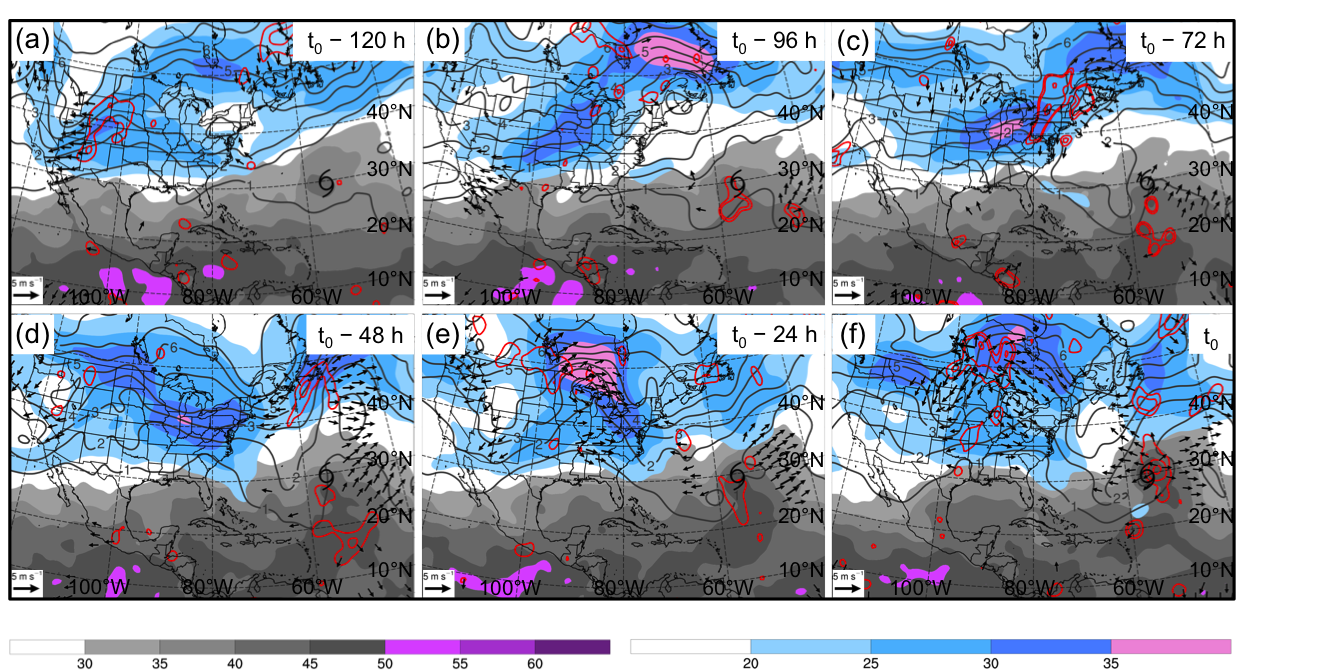 (a) t₀ − 120 h
(b) t₀ − 96 h
(c) t₀ − 72 h
40°N 40°N 40°N
30°N 30°N 30°N
20°N 20°N 20°N
10°N 10°N 10°N
5 m s⁻¹ 5 m s⁻¹ 5 m s⁻¹
100°W 80°W 60°W 100°W 80°W 60°W 100°W 80°W 60°W
(d) t₀ − 48 h
(e) t₀ − 24 h
(f) t₀
40°N 40°N 40°N
30°N 30°N 30°N
20°N 20°N 20°N
10°N 10°N 10°N
5 m s⁻¹ 5 m s⁻¹ 5 m s⁻¹
100°W 80°W 60°W 100°W 80°W 60°W 100°W 80°W 60°W
30 35 40 45 50 55 60
20 25 30 35